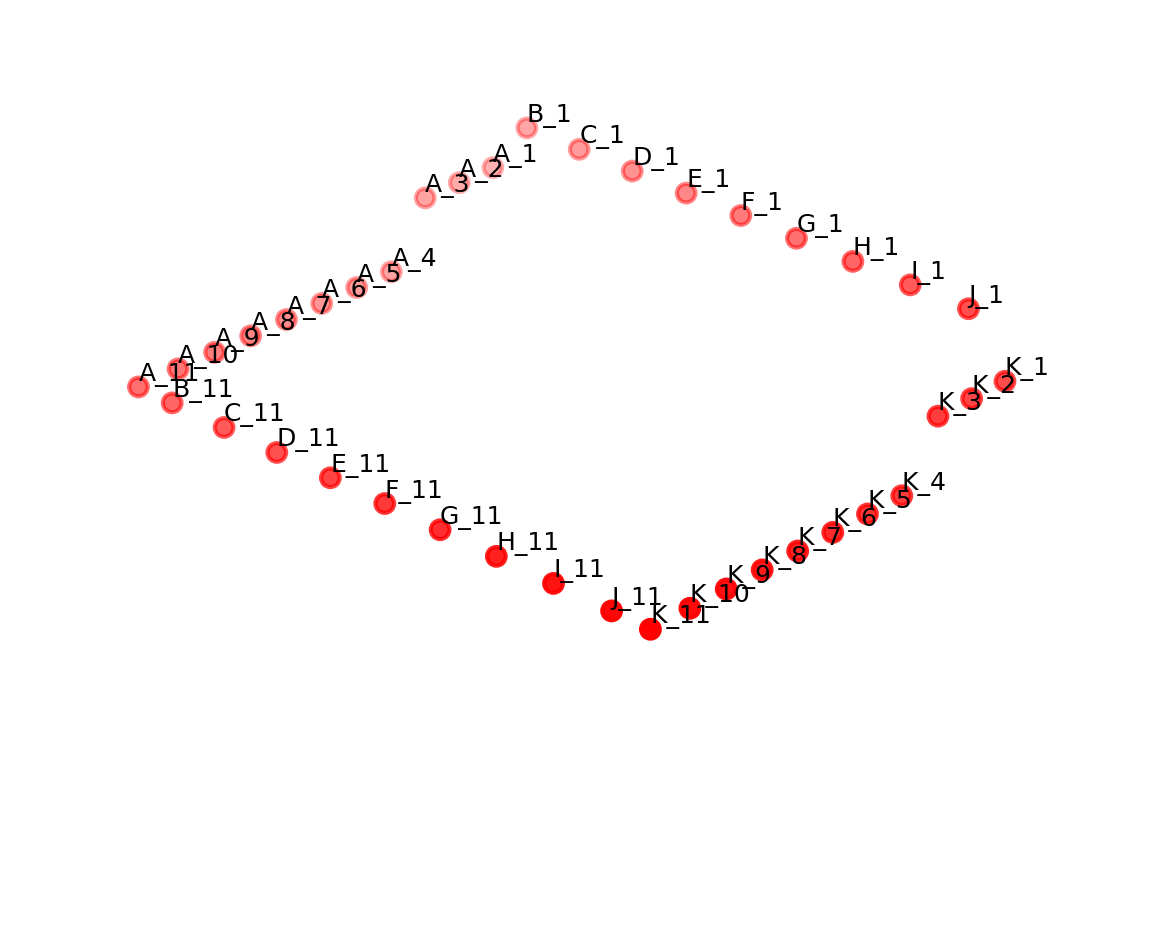 B_1
C_1
A_1
D_1
A_2
A_3
E_1
F_1
G_1
H_1
A_4
I_1
A_5
A_6
J_1
A_7
A_8
A_9
A_10
K_1
A_11
B_11
K_2
K_3
C_11
D_11
E_11
K_4
F_11
K_5
G_11
K_6
K_7
H_11
K_8
I_11
K_9
K_10
J_11
K_11